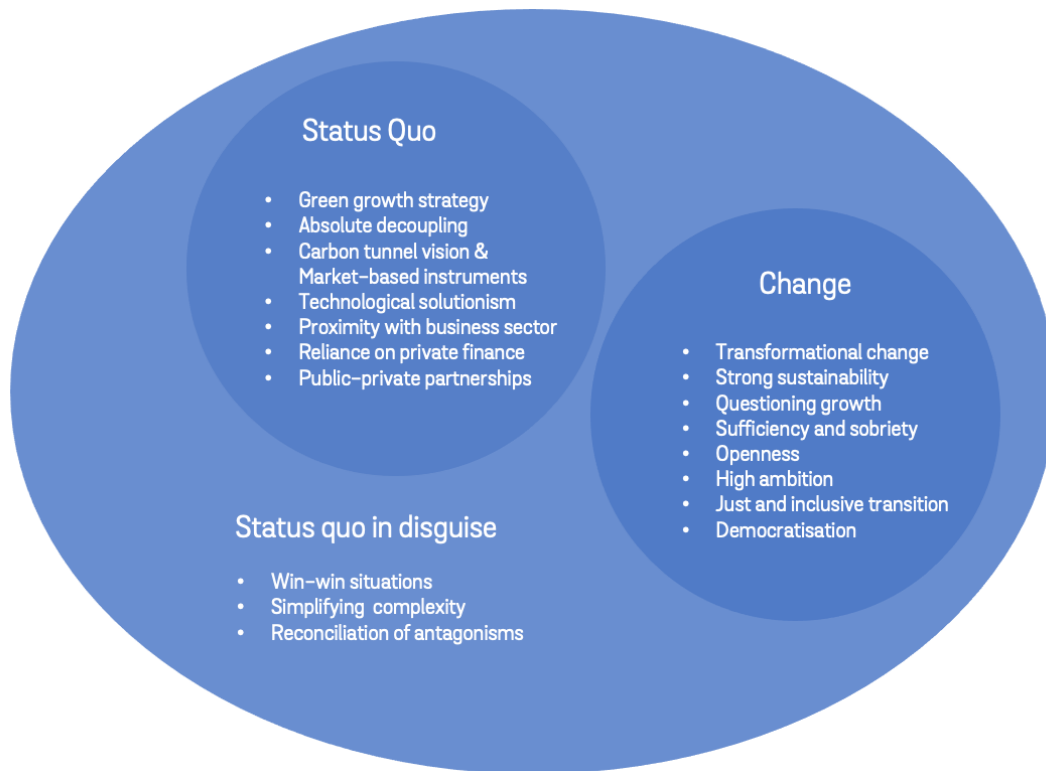 Status Quo
• Green growth strategy
• Absolute decoupling
• Carbon tunnel vision &
Market-based instruments
• Technological solutionism
• Proximity with business sector
• Reliance on private finance
• Public-private partnerships
Change
• Transformational change
• Strong sustainability
• Questioning growth
• Sufficiency and sobriety
• Openness
• High ambition
• Just and inclusive transition
• Democratisation
Status quo in disguise
• Win-win situations
• Simplifying complexity
• Reconciliation of antagonisms